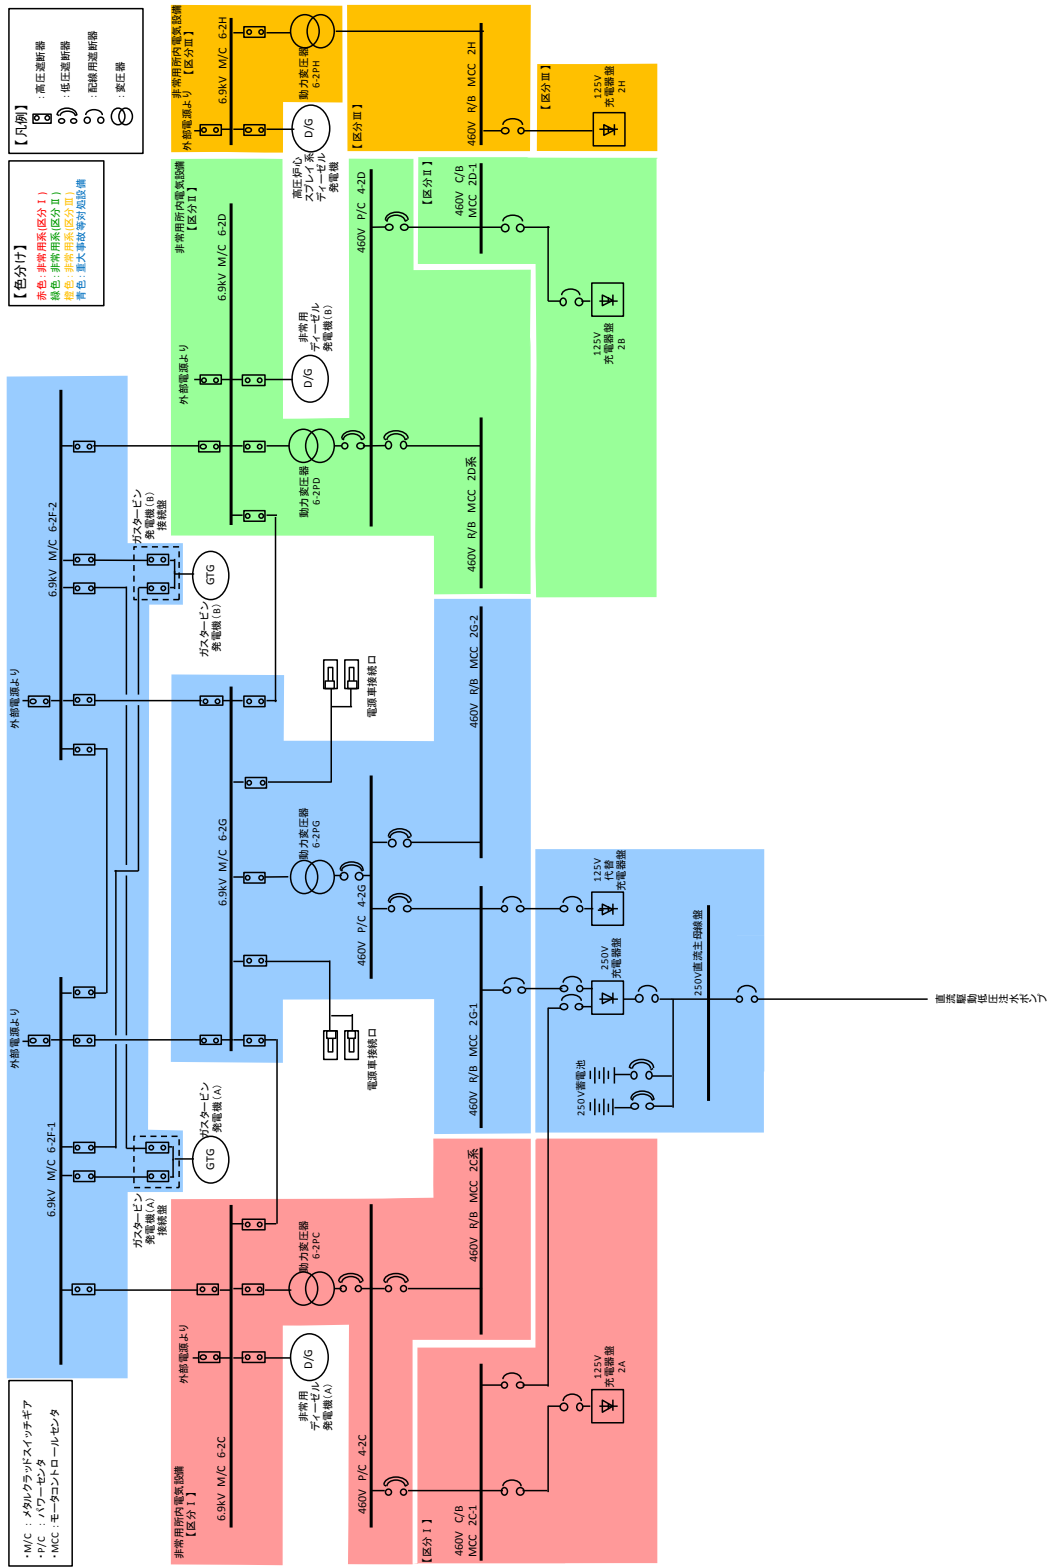 ・M/C ：メタルクラッドスイッチギア
・P/C ：パワーセンタ
・MCC：モータコントロールセンタ
【色分け】
赤色：非常用系(区分Ⅰ)
緑色：非常用系(区分Ⅱ)
橙色：非常用系(区分Ⅲ)
青色：重大事故等対処設備
【凡例】
：高圧遮断器
：低圧遮断器
：配線用遮断器
：変圧器
外部電源より
6.9kV M/C 6-2F-1
外部電源より
6.9kV M/C 6-2F-2
ガスタービン
発電機(A)
接続盤
GTG
ガスタービン
発電機(A)
ガスタービン
発電機(B)
接続盤
GTG
ガスタービン
発電機(B)
非常用所内電気設備
【区分Ⅰ】
外部電源より
6.9kV M/C 6-2C
非常用
ディーゼル
発電機(A)
D/G
動力変圧器
6-2PC
460V P/C 4-2C
460V R/B MCC 2C系
【区分Ⅰ】
460V C/B
MCC 2C-1
125V
充電器盤
2A
6.9kV M/C 6-2G
電源車接続口
動力変圧器
6-2PG
電源車接続口
460V P/C 4-2G
460V R/B MCC 2G-1
460V R/B MCC 2G-2
250V蓄電池
250V
充電器盤
125V
代替
充電器盤
250V直流主母線盤
直流駆動低圧注水ポンプ
非常用所内電気設備
【区分Ⅱ】
外部電源より
6.9kV M/C 6-2D
動力変圧器
6-2PD
非常用
ディーゼル
発電機(B)
D/G
460V P/C 4-2D
460V R/B MCC 2D系
【区分Ⅱ】
460V C/B
MCC 2D-1
125V
充電器盤
2B
非常用所内電気設備
【区分Ⅲ】
外部電源より
6.9kV M/C 6-2H
高圧炉心
スプレイ系
ディーゼル
発電機
D/G
動力変圧器
6-2PH
【区分Ⅲ】
460V R/B MCC 2H
【区分Ⅲ】
125V
充電器盤
2H